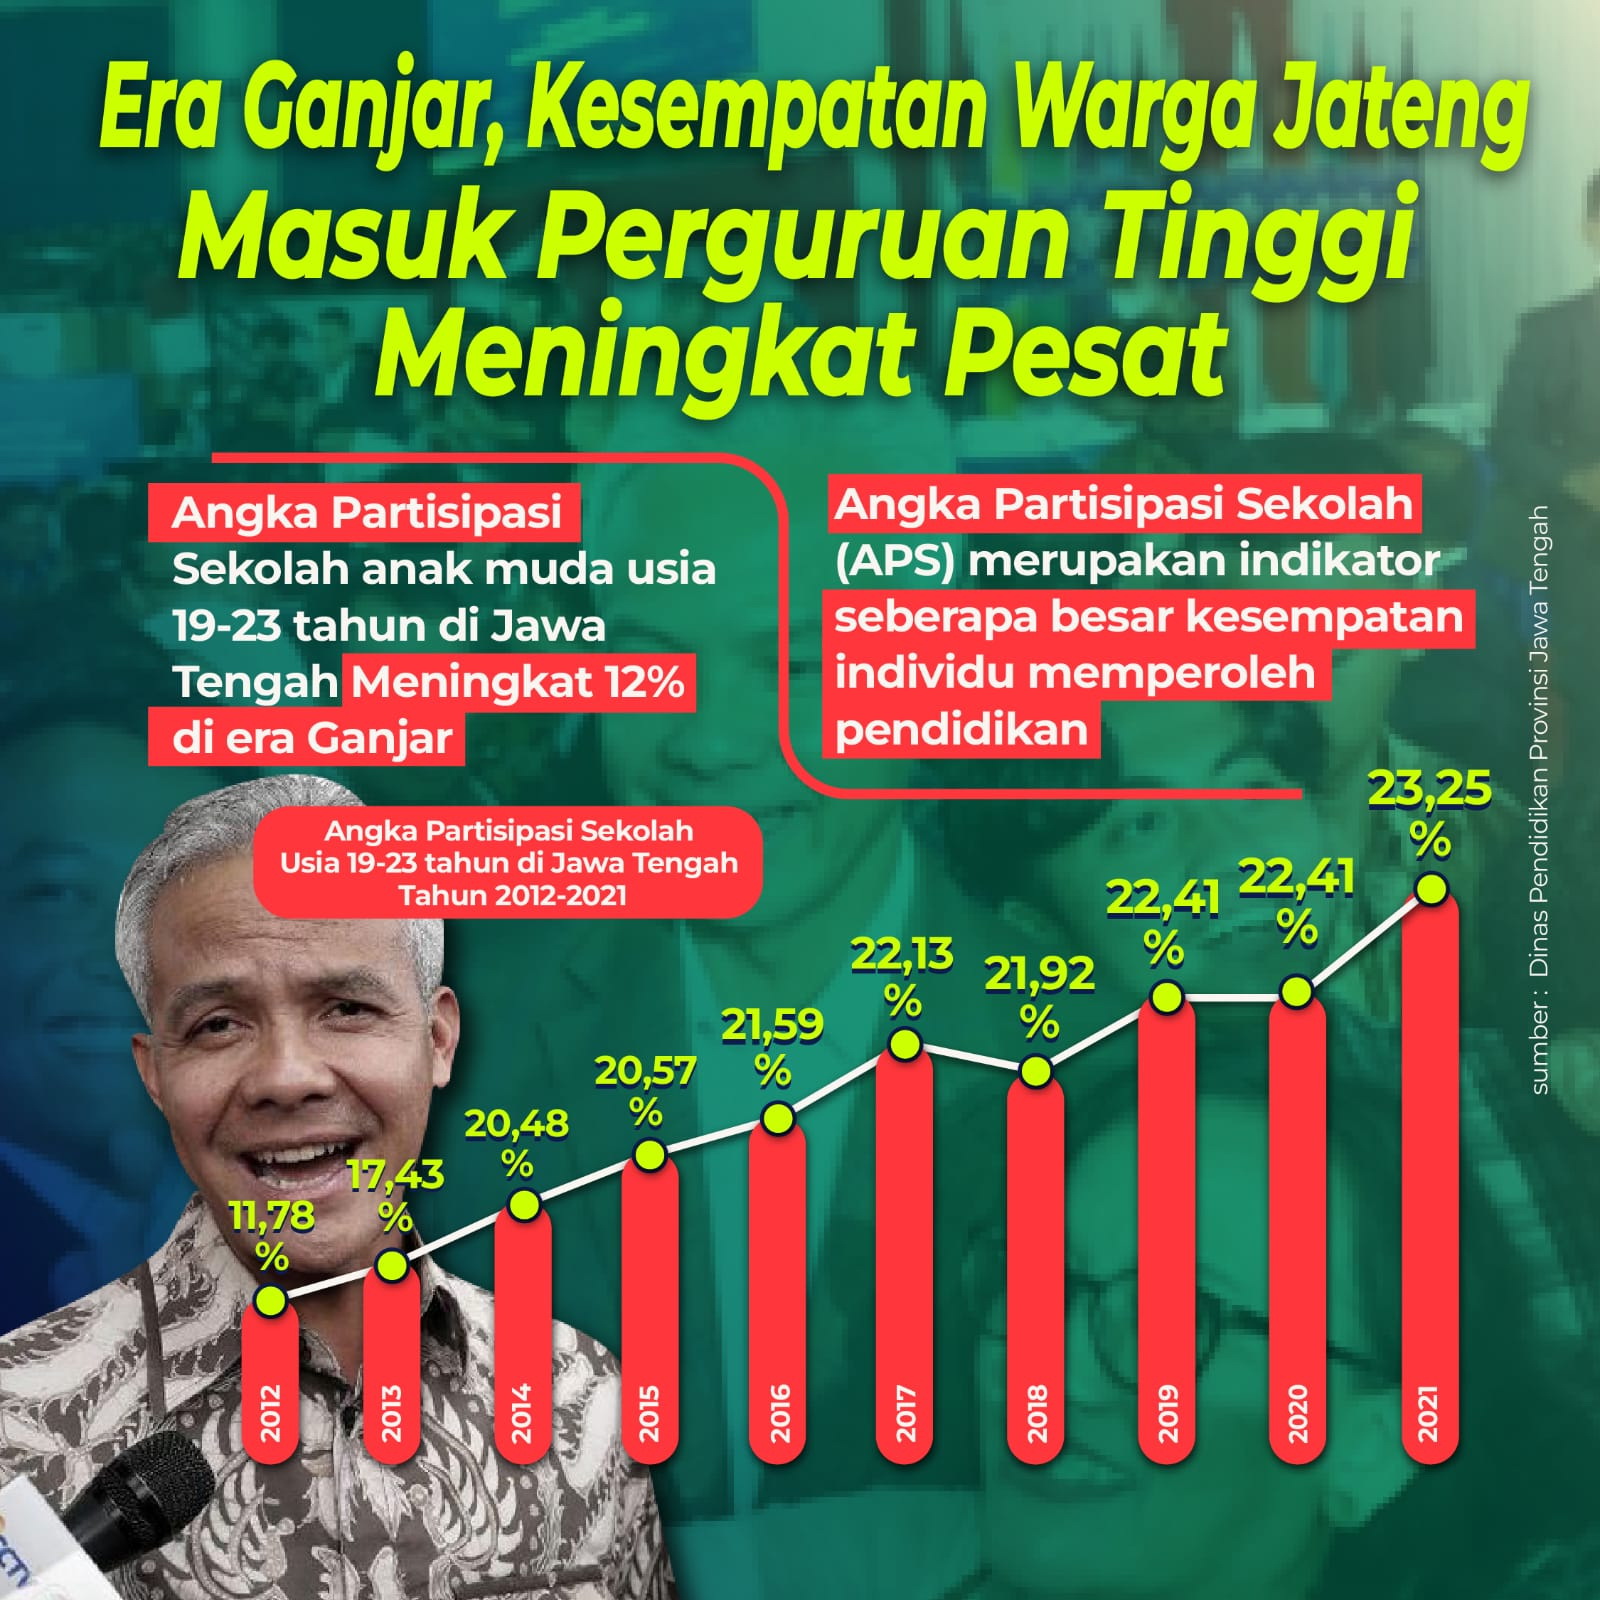 Era Ganjar, Kesempatan Warga Jateng
Masuk Perguruan Tinggi
Meningkat Pesat
Angka Partisipasi
Sekolah anak muda usia
19-23 tahun di Jawa
Tengah Meningkat 12%
di era Ganjar
Angka Partisipasi Sekolah
(APS) merupakan indikator
seberapa besar kesempatan
individu memperoleh
pendidikan
sumber : Dinas Pendidikan Provinsi Jawa Tengah
Angka Partisipasi Sekolah
Usia 19-23 tahun di Jawa Tengah
Tahun 2012-2021
11,78
%
17,43
%
20,48
%
20,57
%
21,59
%
22,13
%
21,92
%
22,41
%
22,41
%
23,25
%
2012
2013
2014
2015
2016
2017
2018
2019
2020
2021
CCTV